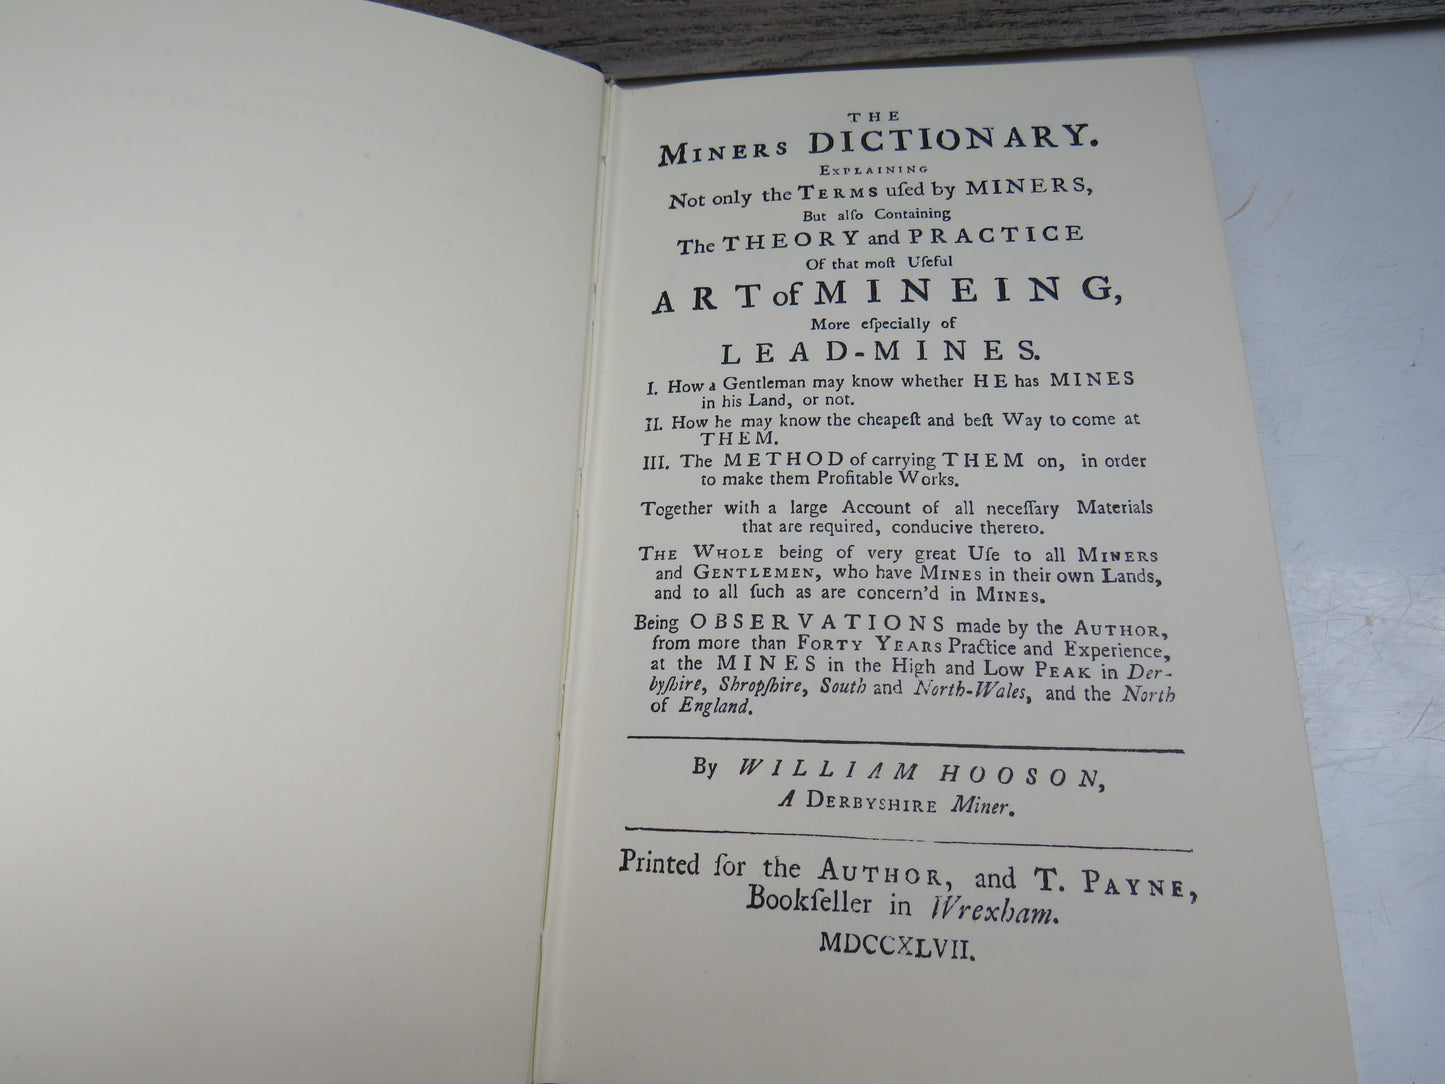 THE
MINERS DICTIONARY.
EXPLAINING
Not only the TERMS uſed by MINERS,
But alſo Containing
The THEORY and PRACTICE
Of that moſt Uſeful
ART of MINEING,
More eſpecially of
LEAD-MINES.
I. How a Gentleman may know whether HE has MINES
in his Land, or not.
II. How he may know the cheapeſt and beſt Way to come at
THEM.
III. The METHOD of carrying THEM on, in order
to make them Profitable Works.
Together with a large Account of all neceſſary Materials
that are required, conducive thereto.
THE WHOLE being of very great Uſe to all MINERS
and GENTLEMEN, who have MINES in their own Lands,
and to all ſuch as are concern'd in MINES.
Being OBSERVATIONS made by the AUTHOR,
from more than FORTY YEARS Practice and Experience,
at the MINES in the High and Low PEAK in Der-
byſhire, Shropſhire, South and North-Wales, and the North
of England.
By WILLIAM HOOSON,
A DERBYSHIRE Miner.
Printed for the AUTHOR, and T. PAYNE,
Bookſeller in Wrexham.
MDCCXLVII.